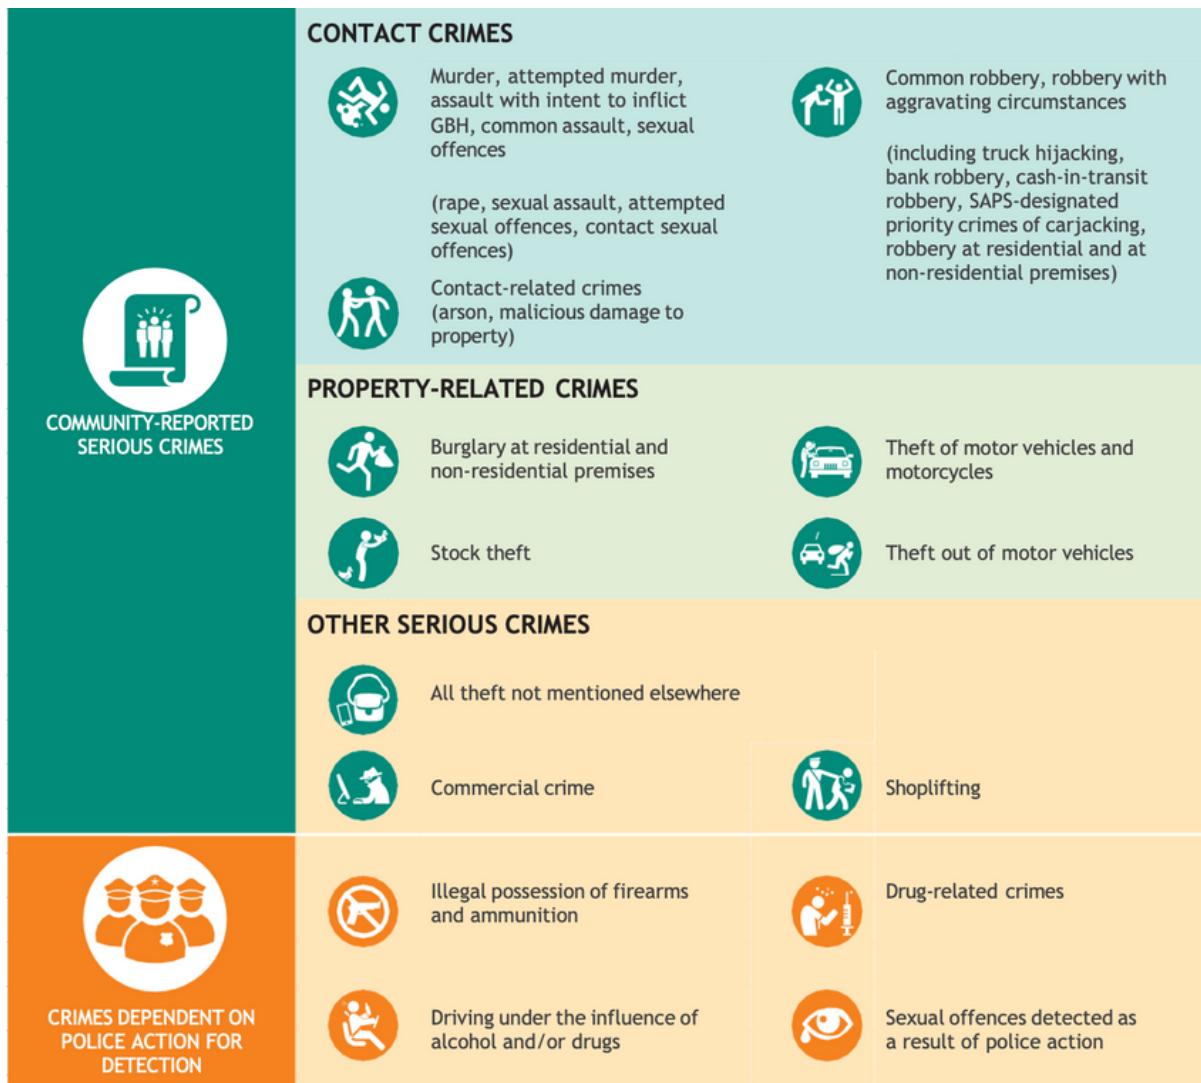 COMMUNITY-REPORTED
SERIOUS CRIMES
CONTACT CRIMES
Murder, attempted murder,
assault with intent to inflict
GBH, common assault, sexual
offences
(rape, sexual assault, attempted
sexual offences, contact sexual
offences)
Contact-related crimes
(arson, malicious damage to
property)
Common robbery, robbery with
aggravating circumstances
(including truck hijacking,
bank robbery, cash-in-transit
robbery, SAPS-designated
priority crimes of carjacking,
robbery at residential and at
non-residential premises)
PROPERTY-RELATED CRIMES
Burglary at residential and
non-residential premises
Theft of motor vehicles and
motorcycles
Stock theft
Theft out of motor vehicles
OTHER SERIOUS CRIMES
All theft not mentioned elsewhere
Commercial crime
Shoplifting
CRIMES DEPENDENT ON
POLICE ACTION FOR
DETECTION
Illegal possession of firearms
and ammunition
Drug-related crimes
Driving under the influence of
alcohol and/or drugs
Sexual offences detected as
a result of police action